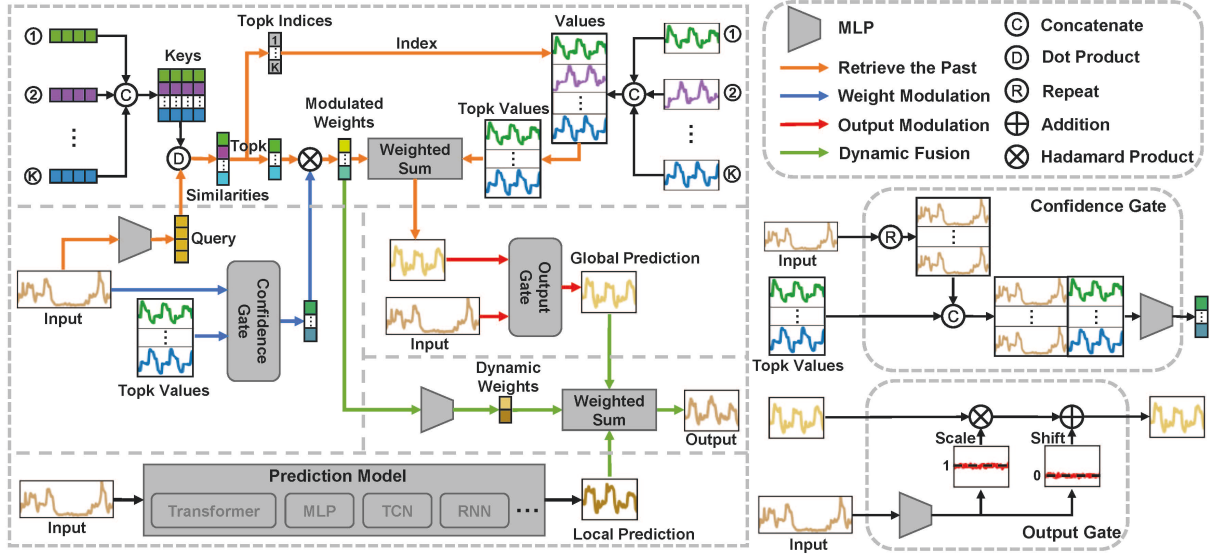 Topk Indices
Values
1
Keys
1
K
Index
1
2
C
Modulated
Weights
Topk Values
C
2
K
D
Topk
Weighted
Sum
K
Similarities
Query
Input
Confidence
Gate
Topk Values
Output
Gate
Global Prediction
Input
Dynamic
Weights
Weighted
Sum
Output
Prediction Model
Transformer
MLP
TCN
RNN
Input
Local Prediction
MLP
C
Concatenate
D
Dot Product
Retrieve the Past
Weight Modulation
R
Repeat
Output Modulation
Addition
Dynamic Fusion
Hadamard Product
Confidence Gate
R
Input
C
Topk Values
Scale
Shift
1
0
Input
Output Gate